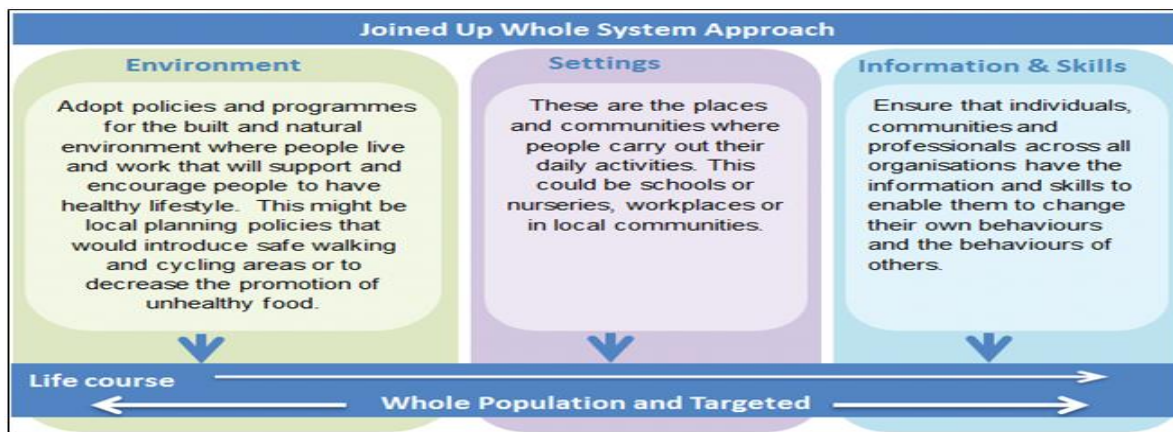 Joined Up Whole System Approach
Environment
Adopt policies and programmes
for the built and natural
environment where people live
and work that will support and
encourage people to have
healthy lifestyle. This might be
local planning policies that
would introduce safe walking
and cycling areas or to
decrease the promotion of
unhealthy food.
Settings
These are the places
and communities where
people carry out their
daily activities. This
could be schools or
nurseries, workplaces or
in local communities.
Information & Skills
Ensure that individuals,
communities and
professionals across all
organisations have the
information and skills to
enable them to change
their own behaviours
and the behaviours of
others.
Life course
Whole Population and Targeted